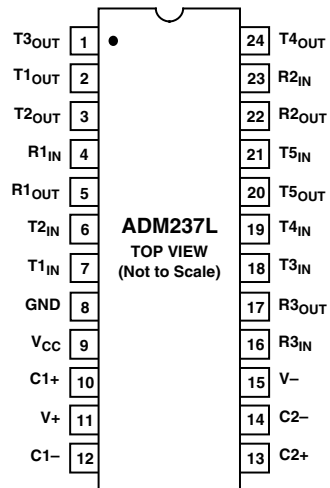 T3OUT 1
T1OUT 2
T2OUT 3
R1IN 4
R1OUT 5
T2IN 6
T1IN 7
GND 8
VCC 9
C1+ 10
V+ 11
C1– 12
ADM237L
TOP VIEW
(Not to Scale)
24 T4OUT
23 R2IN
22 R2OUT
21 T5IN
20 T5OUT
19 T4IN
18 T3IN
17 R3OUT
16 R3IN
15 V–
14 C2–
13 C2+